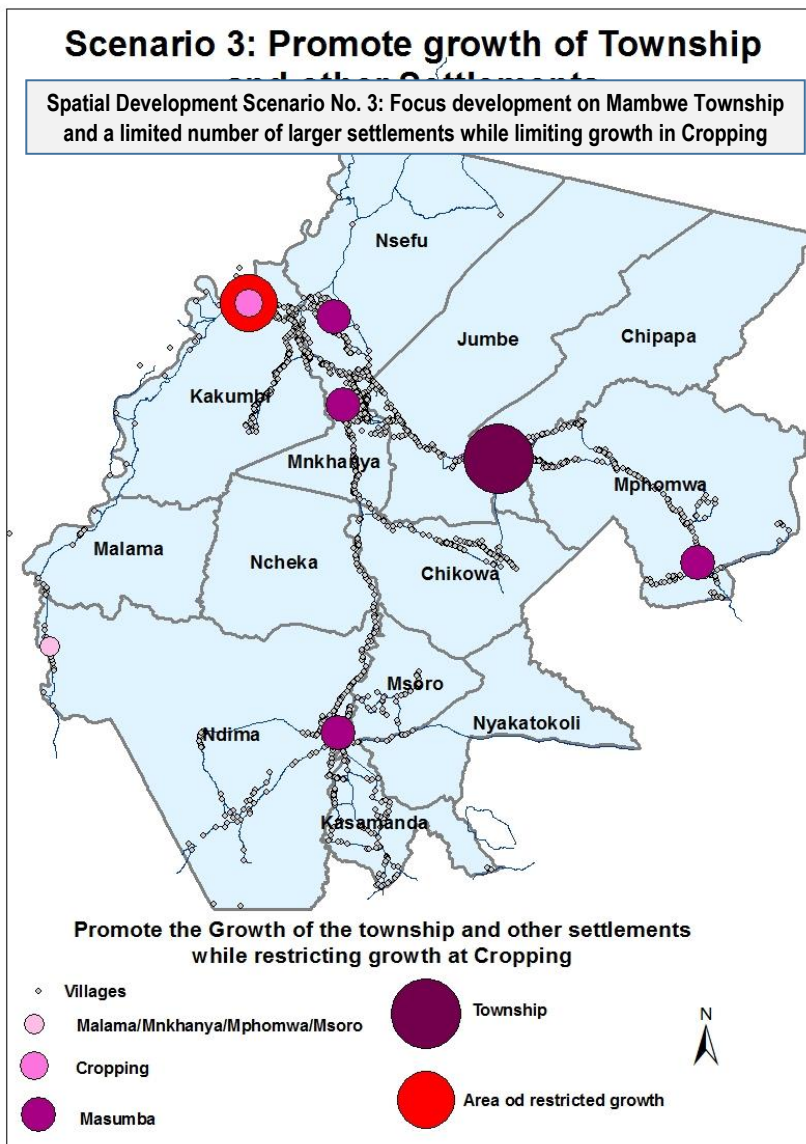 Scenario 3: Promote growth of Township
and other Settlements
Spatial Development Scenario No. 3: Focus development on Mambwe Township
and a limited number of larger settlements while limiting growth in Cropping
Nsefu
Jumbe
Chipapa
Kakumbi
Mnkhanya
Mphomwa
Malama
Ncheka
Chikowa
Msoro
Nyakatokoli
Ndima
Kasamanda
Promote the Growth of the township and other settlements
while restricting growth at Cropping
Villages
Malama/Mnkhanya/Mphomwa/Msoro
Cropping
Masumba
Township
Area od restricted growth
N